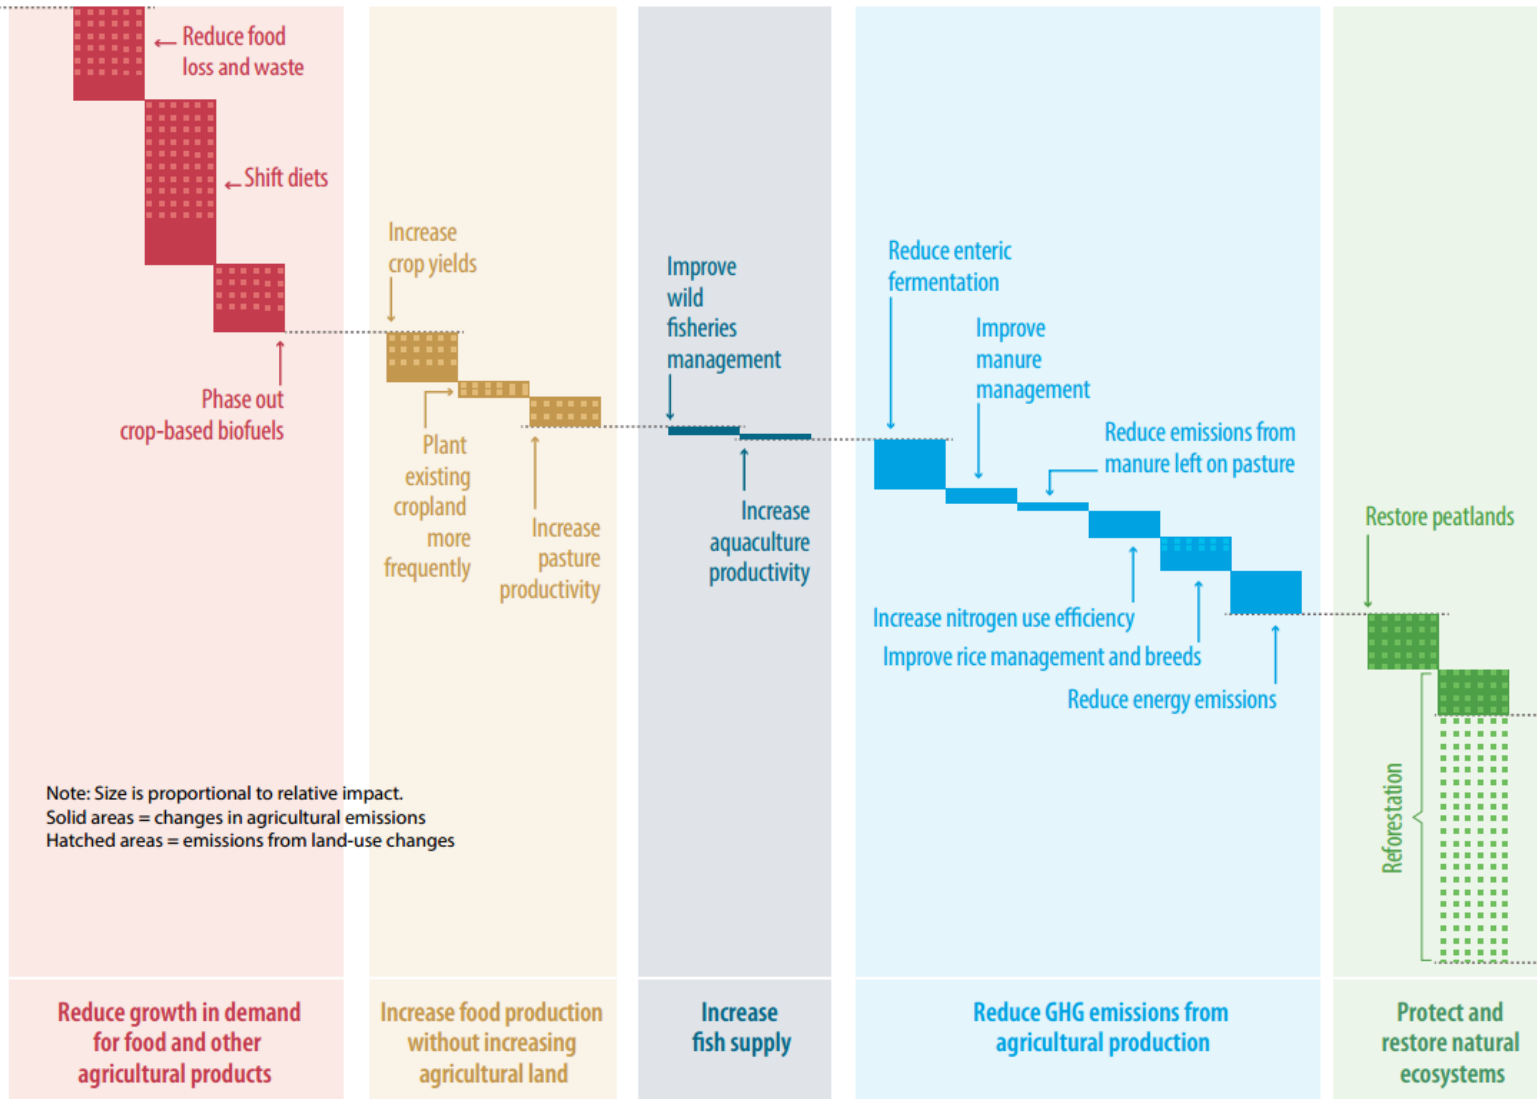 Reduce food
loss and waste
Shift diets
Phase out
crop-based biofuels
Increase
crop yields
Plant
existing
cropland
more
frequently
Increase
pasture
productivity
Improve
wild
fisheries
management
Increase
aquaculture
productivity
Reduce enteric
fermentation
Improve
manure
management
Reduce emissions from
manure left on pasture
Increase nitrogen use efficiency
Improve rice management and breeds
Reduce energy emissions
Restore peatlands
Reforestation
Note: Size is proportional to relative impact.
Solid areas = changes in agricultural emissions
Hatched areas = emissions from land-use changes
Reduce growth in demand
for food and other
agricultural products
Increase food production
without increasing
agricultural land
Increase
fish supply
Reduce GHG emissions from
agricultural production
Protect and
restore natural
ecosystems